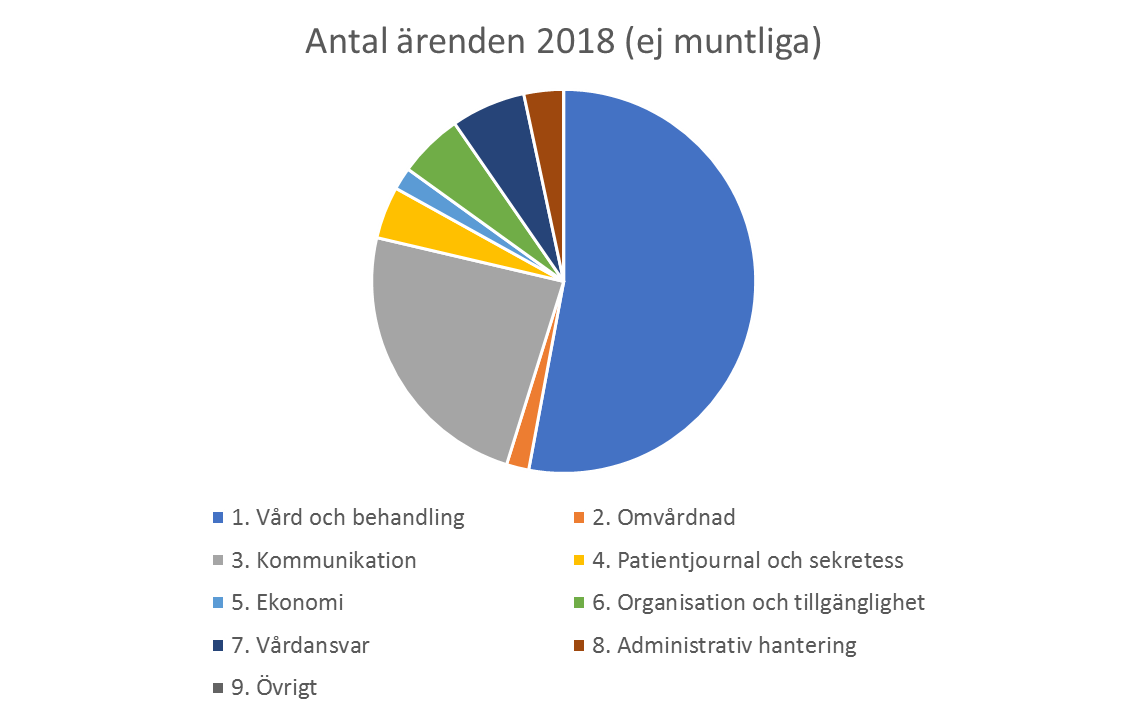 Antal ärenden 2018 (ej muntliga)
1. Vård och behandling
2. Omvårdnad
3. Kommunikation
4. Patientjournal och sekretess
5. Ekonomi
6. Organisation och tillgänglighet
7. Vårdansvar
8. Administrativ hantering
9. Övrigt